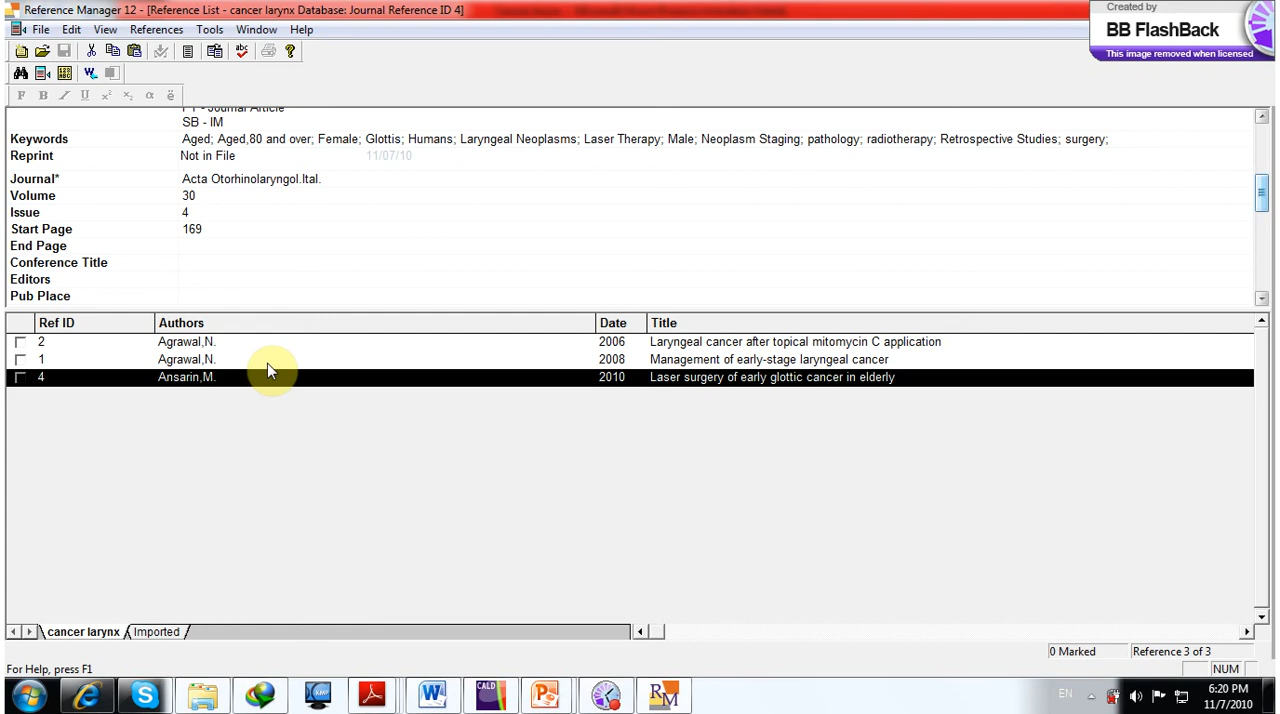 Reference Manager 12 - [Reference List - cancer larynx Database: Journal Reference ID 4]
Created by
BB FlashBack
This image removed when licensed
File Edit View References Tools Window Help
F B I U x² x₂ α ë
SB - IM
Keywords Aged; Aged,80 and over; Female; Glottis; Humans; Laryngeal Neoplasms; Laser Therapy; Male; Neoplasm Staging; pathology; radiotherapy; Retrospective Studies; surgery;
Reprint Not in File 11/07/10
Journal* Acta Otorhinolaryngol.Ital.
Volume 30
Issue 4
Start Page 169
End Page
Conference Title
Editors
Pub Place
Ref ID Authors Date Title
2 Agrawal,N. 2006 Laryngeal cancer after topical mitomycin C application
1 Agrawal,N. 2008 Management of early-stage laryngeal cancer
4 Ansarin,M. 2010 Laser surgery of early glottic cancer in elderly
cancer larynx Imported
0 Marked Reference 3 of 3
For Help, press F1 NUM
EN 6:20 PM
11/7/2010